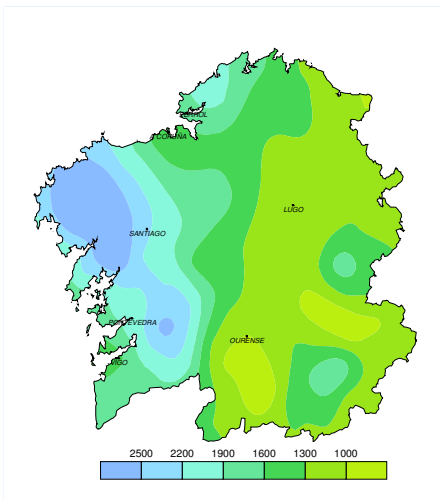 FERROL
A CORUÑA
LUGO
SANTIAGO
PONTEVEDRA
OURENSE
VIGO
2500 2200 1900 1600 1300 1000